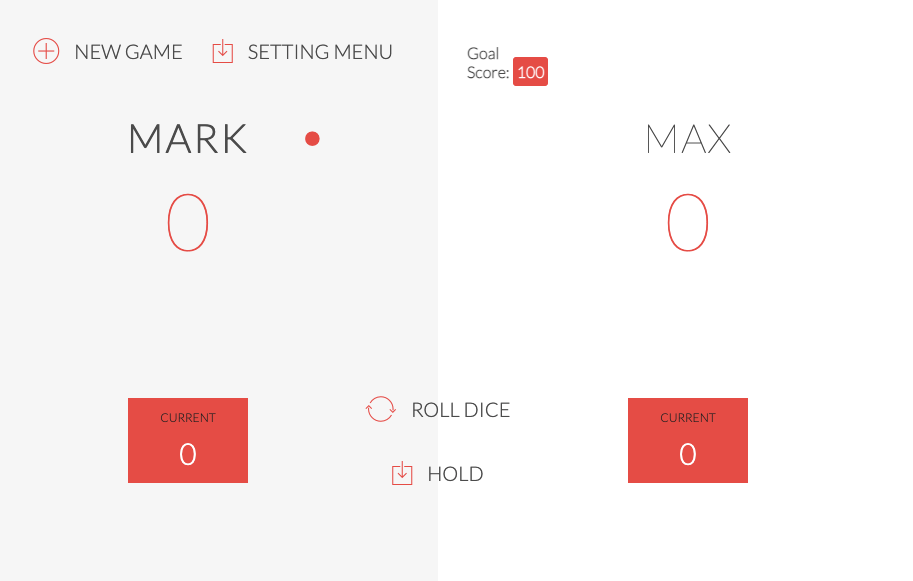 NEW GAME
SETTING MENU
Goal
Score: 100
MARK
MAX
0
0
CURRENT
0
ROLL DICE
HOLD
CURRENT
0